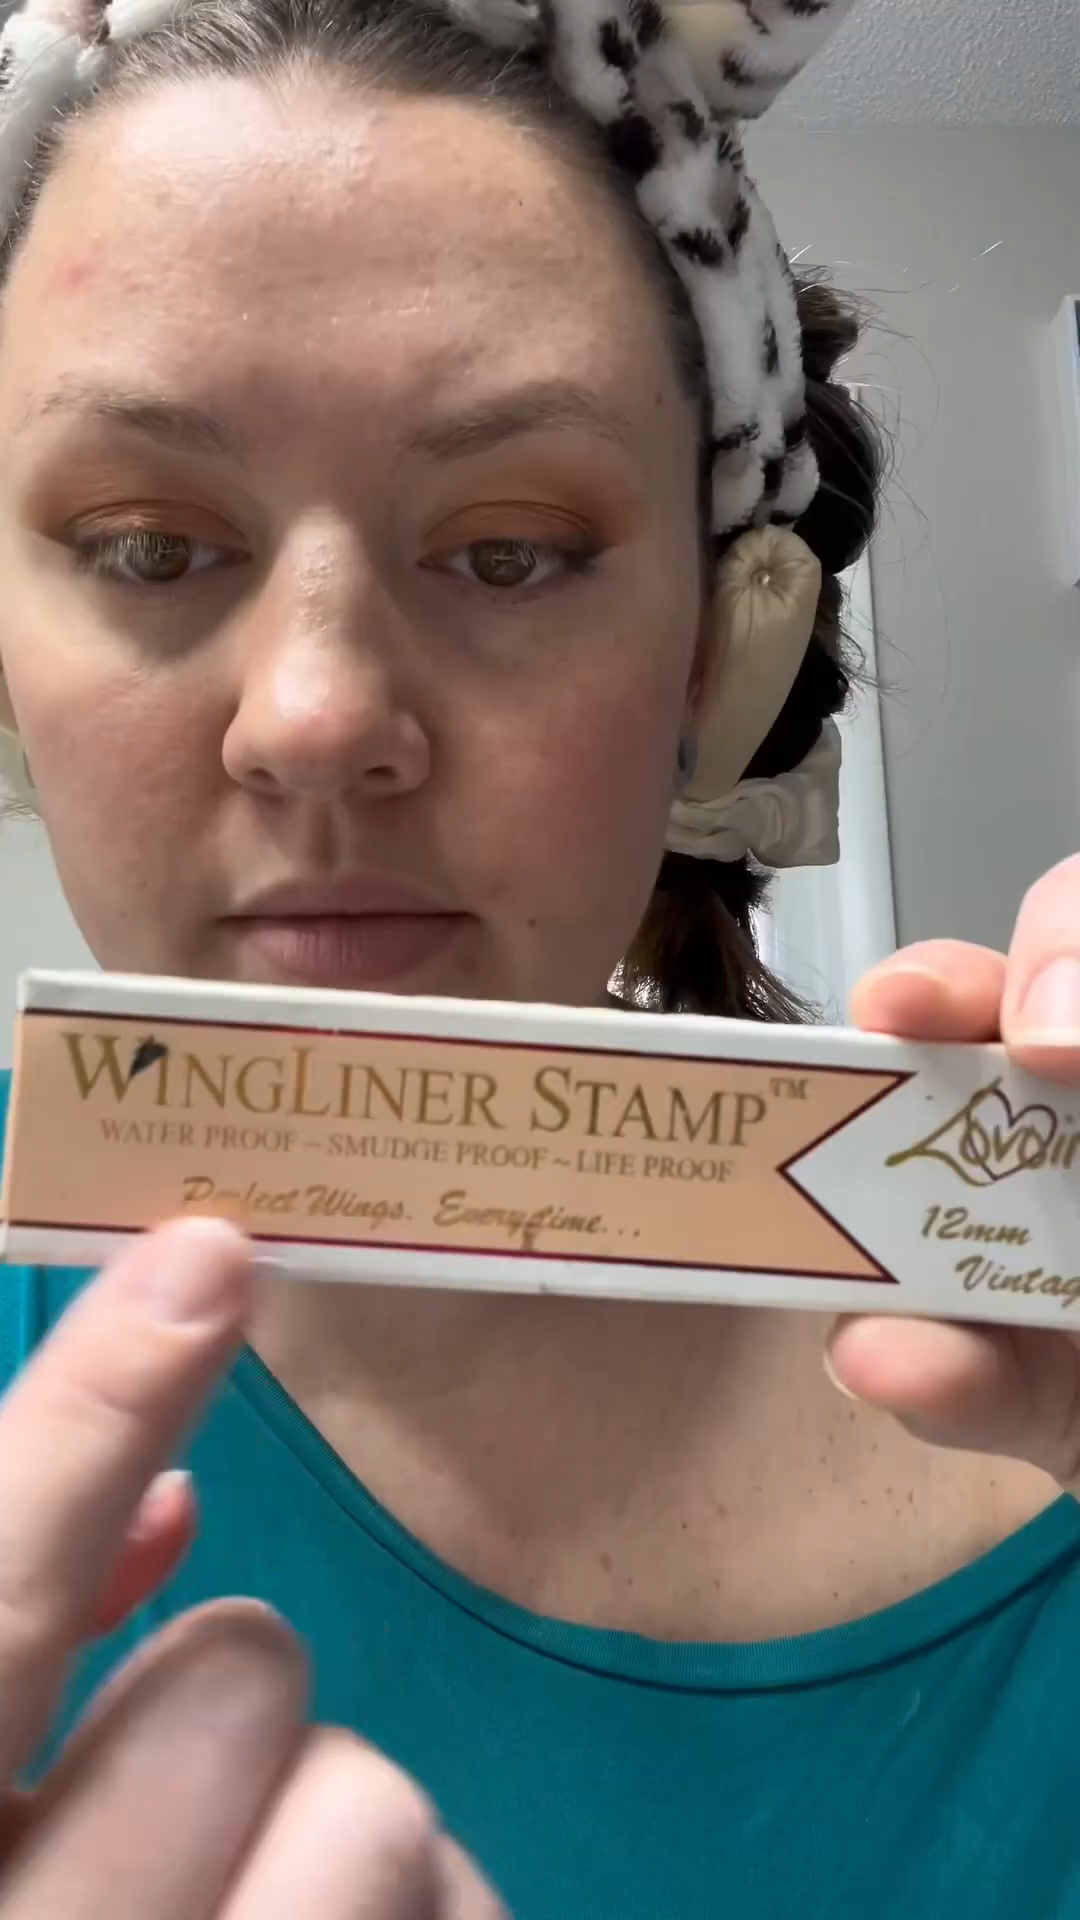 WINGLINER STAMP™
WATER PROOF ~ SMUDGE PROOF ~ LIFE PROOF
Perfect Wings. Everytime...
12mm